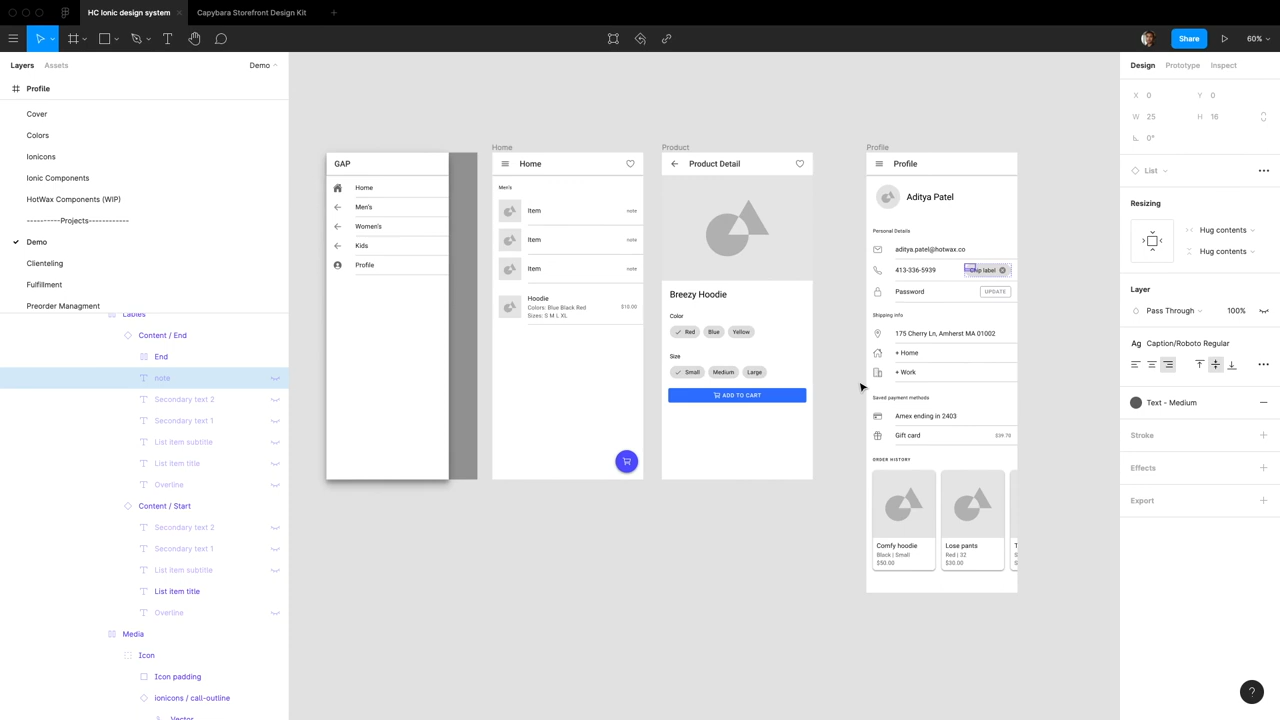 HC Ionic design system
Capybara Storefront Design Kit
Share
60%
Layers
Assets
Demo
Profile
Cover
Colors
Ionicons
Ionic Components
HotWax Components (WIP)
----------Projects------------
Demo
Clienteling
Fulfillment
Preorder Managment
Lables
Content / End
End
note
Secondary text 2
Secondary text 1
List item subtitle
List item title
Overline
Content / Start
Secondary text 2
Secondary text 1
List item subtitle
List item title
Overline
Media
Icon
Icon padding
ionicons / call-outline
Vector
GAP
Home
Men's
Women's
Kids
Profile
Home
Home
Men's
Item
note
Item
note
Item
note
Hoodie
Colors: Blue Black Red
$10.00
Sizes: S M L XL
Product
Product Detail
Breezy Hoodie
Color
Red
Blue
Yellow
Size
Small
Medium
Large
ADD TO CART
Profile
Profile
Aditya Patel
Personal Details
aditya.patel@hotwax.co
413-336-5939
Chip label
Password
UPDATE
Shipping info
175 Cherry Ln, Amherst MA 01002
+ Home
+ Work
Saved payment methods
Amex ending in 2403
Gift card
ORDER HISTORY
Comfy hoodie
Black | Small
$50.00
Lose pants
Red | 32
$30.00
Design
Prototype
Inspect
X 0
Y 0
W 25
H 16
0°
List
Resizing
Hug contents
Hug contents
Layer
Pass Through
100%
Ag
Caption/Roboto Regular
Text - Medium
Stroke
Effects
Export
?